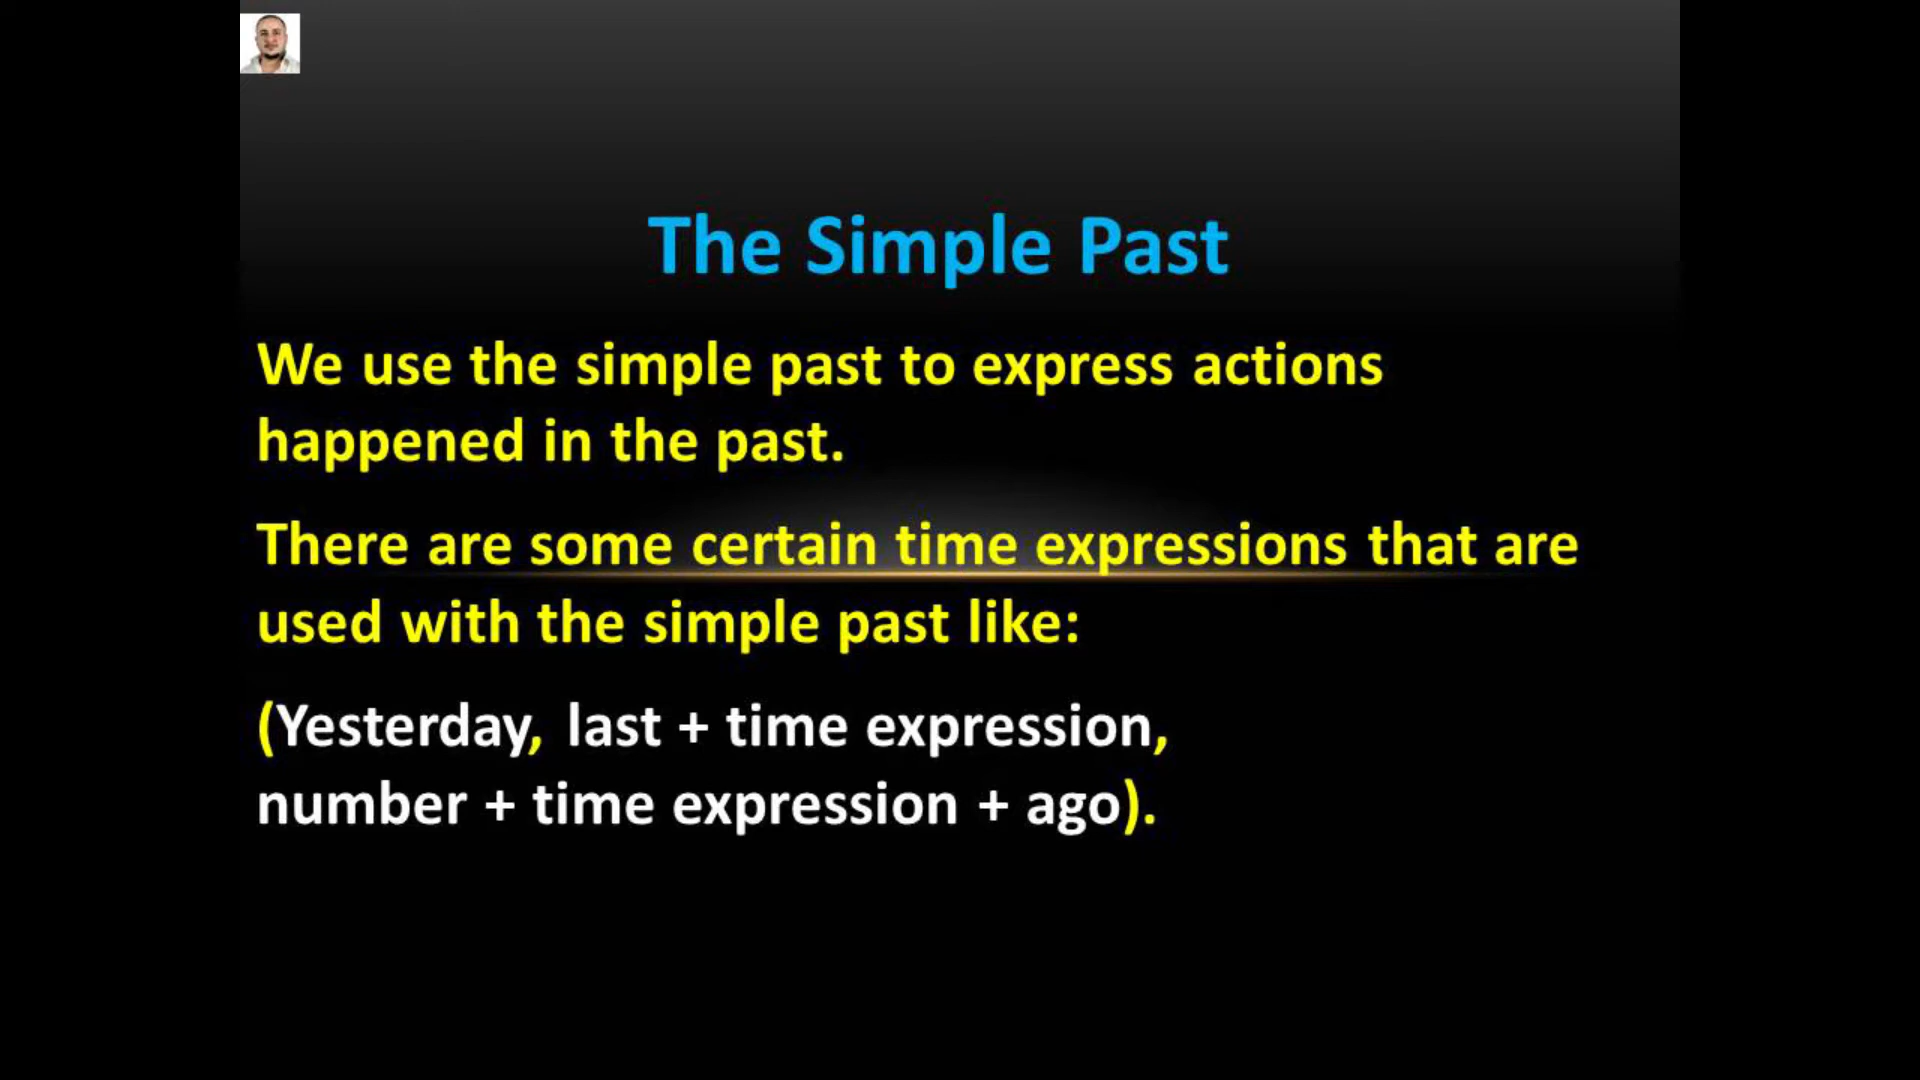 The Simple Past
We use the simple past to express actions
happened in the past.
There are some certain time expressions that are
used with the simple past like:
(Yesterday, last + time expression,
number + time expression + ago).